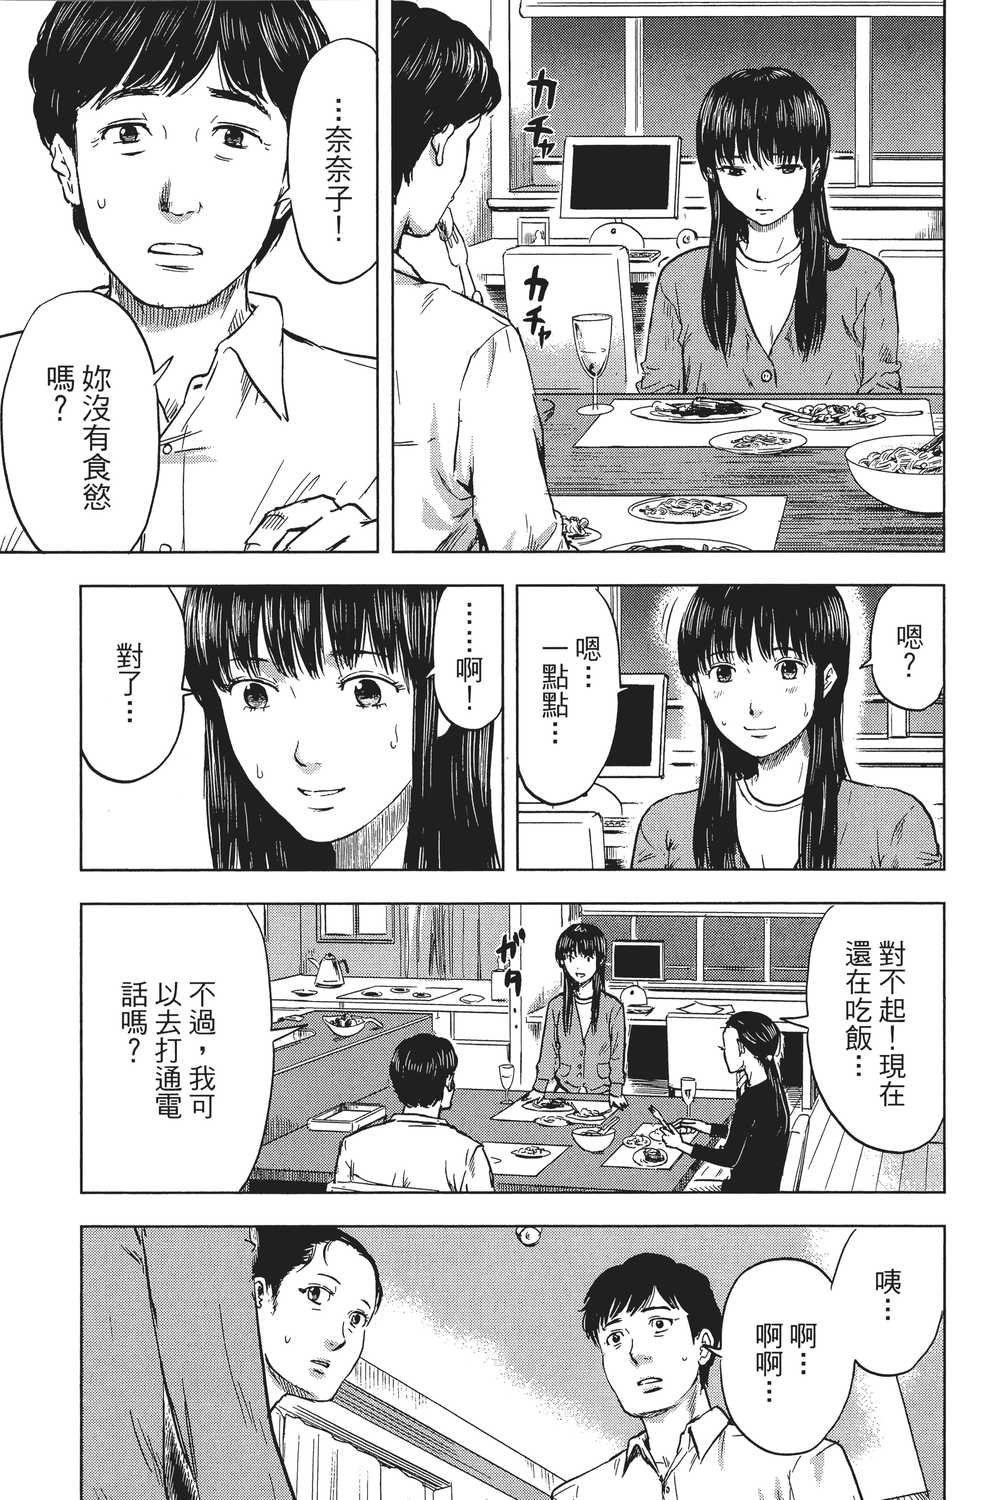 カチャ
カチャ
…奈奈子!
妳沒有食慾
嗎?
嗯?
嗯…
一點點…
……啊!
對了…
對不起!現在
還在吃飯…
ガタ
不過,我可
以去打通電
話嗎?
咦…
啊…
啊啊…